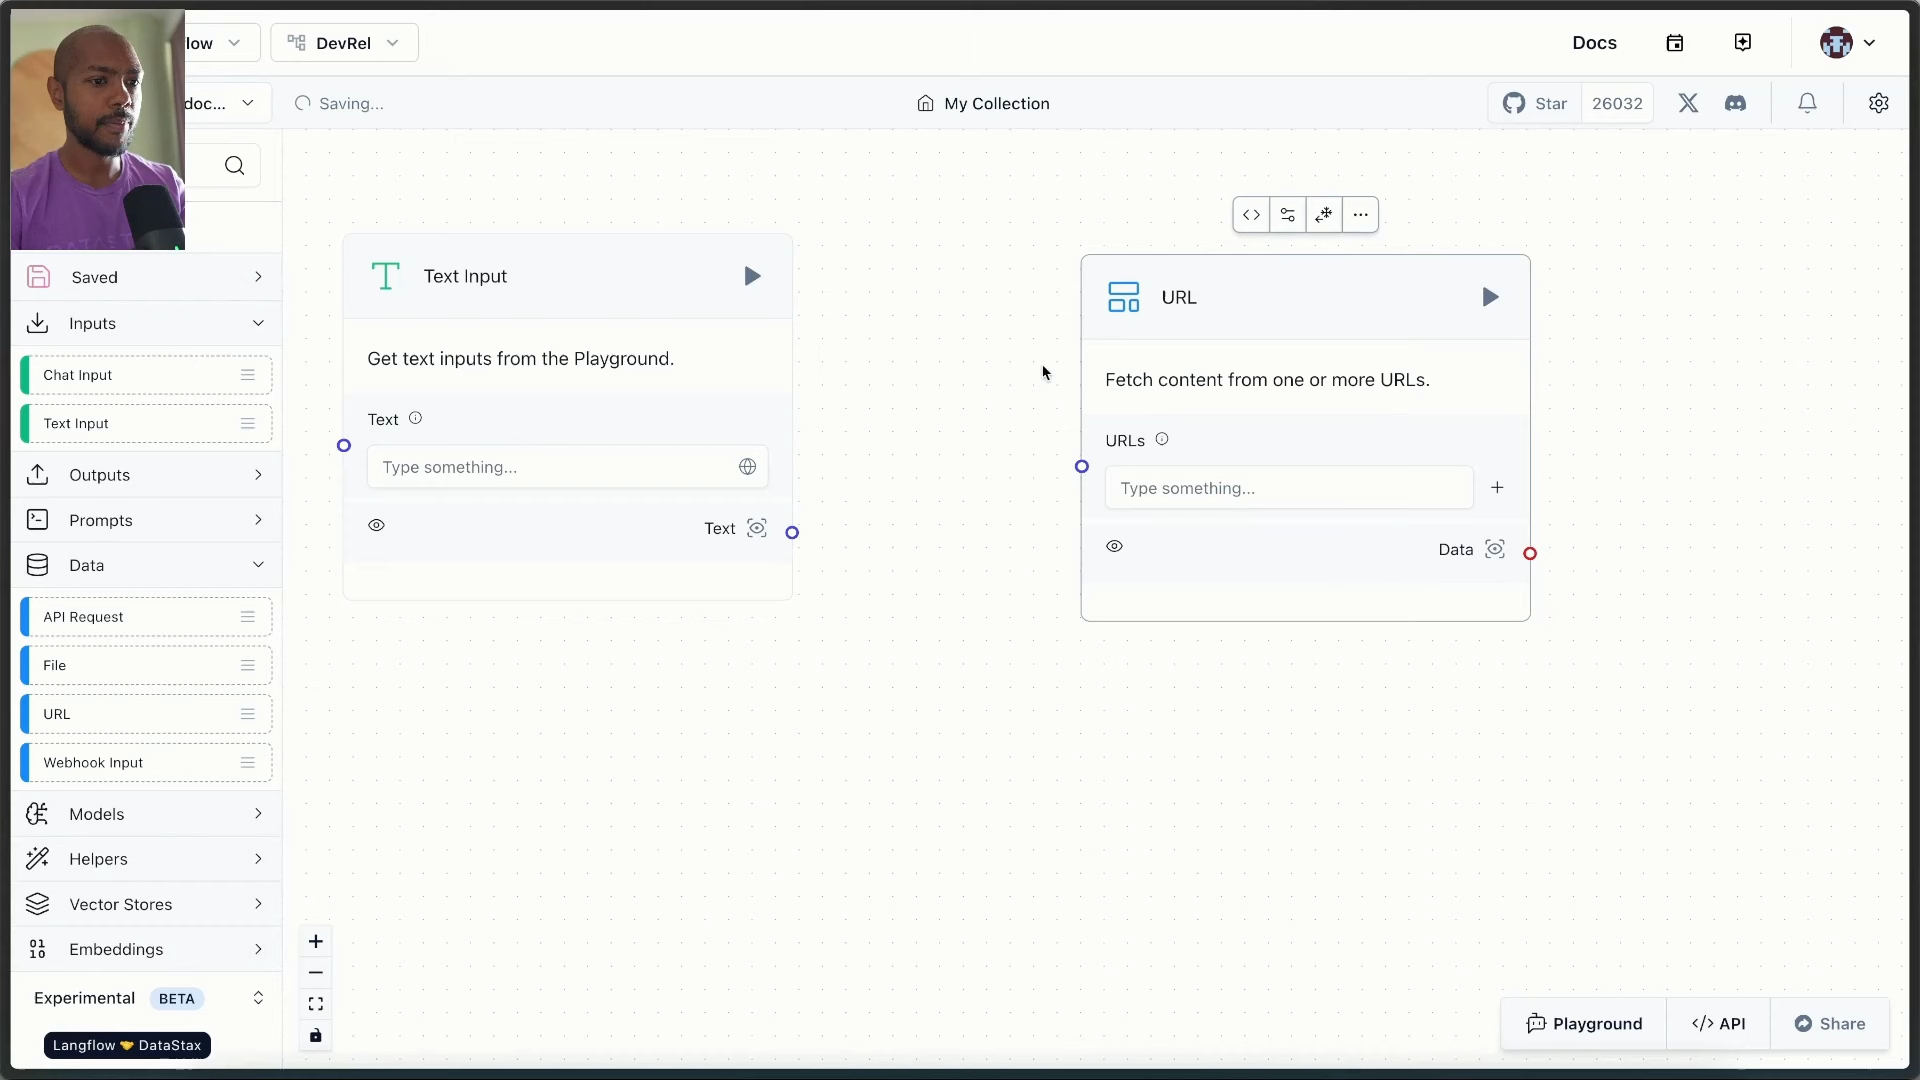 low
DevRel
Docs
doc...
Saving...
My Collection
Star
26032
Saved
Inputs
Chat Input
Text Input
Outputs
Prompts
Data
API Request
File
URL
Webhook Input
Models
Helpers
Vector Stores
Embeddings
Experimental
BETA
Langflow 🤝 DataStax
Text Input
Get text inputs from the Playground.
Text
Type something...
Text
URL
Fetch content from one or more URLs.
URLs
Type something...
Data
Playground
</> API
Share